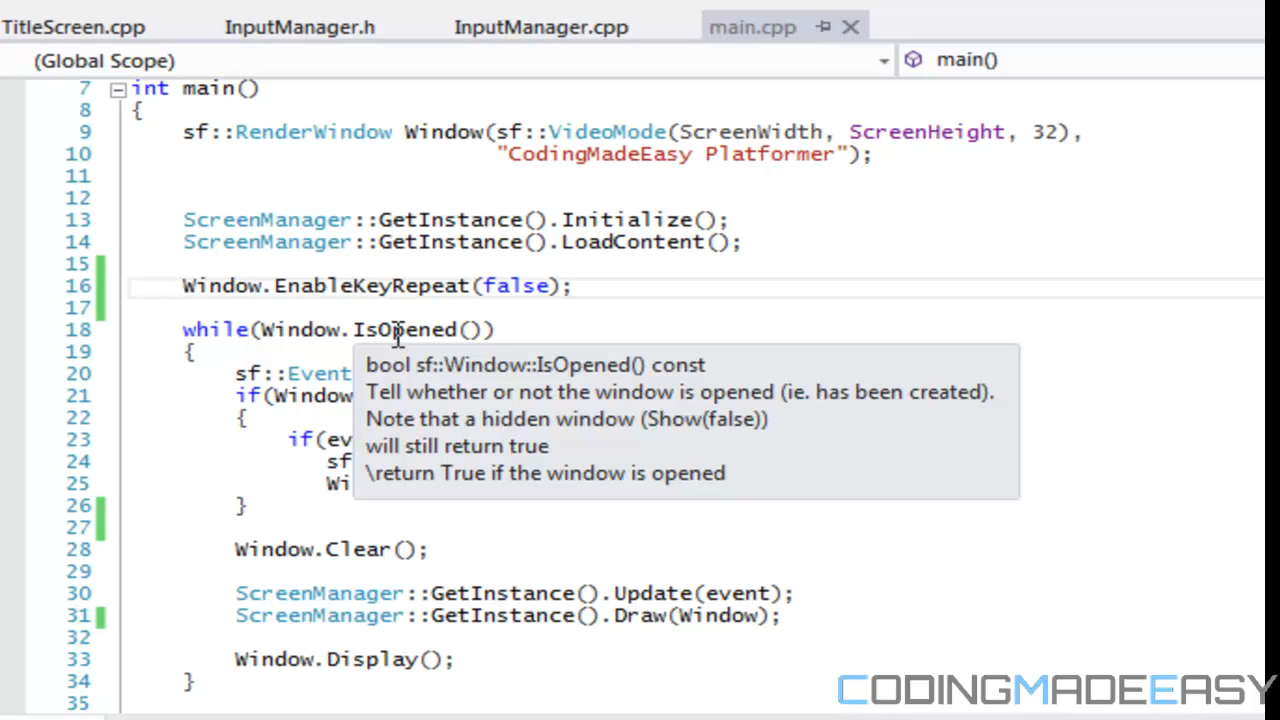 TitleScreen.cpp InputManager.h InputManager.cpp main.cpp
(Global Scope) main()
7 int main()
8 {
9 sf::RenderWindow Window(sf::VideoMode(ScreenWidth, ScreenHeight, 32),
10 "CodingMadeEasy Platformer");
11
12
13 ScreenManager::GetInstance().Initialize();
14 ScreenManager::GetInstance().LoadContent();
15
16 Window.EnableKeyRepeat(false);
17
18 while(Window.IsOpened())
19 {
20 sf::Event
21 if(Window
22 {
23 if(ev
24 sf
25 Wi
bool sf::Window::IsOpened() const
Tell whether or not the window is opened (ie. has been created).
Note that a hidden window (Show(false))
will still return true
\return True if the window is opened
26 }
27
28 Window.Clear();
29
30 ScreenManager::GetInstance().Update(event);
31 ScreenManager::GetInstance().Draw(Window);
32
33 Window.Display();
34 }
35
CODINGMADEEASY